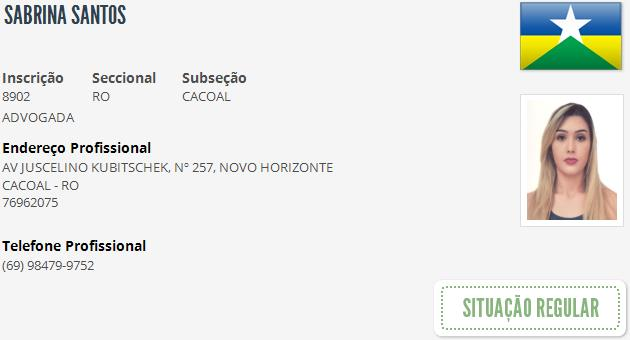 SABRINA SANTOS
Inscrição Seccional Subseção
8902 RO CACOAL
ADVOGADA
Endereço Profissional
AV JUSCELINO KUBITSCHEK, Nº 257, NOVO HORIZONTE
CACOAL - RO
76962075
Telefone Profissional
(69) 98479-9752
SITUAÇÃO REGULAR